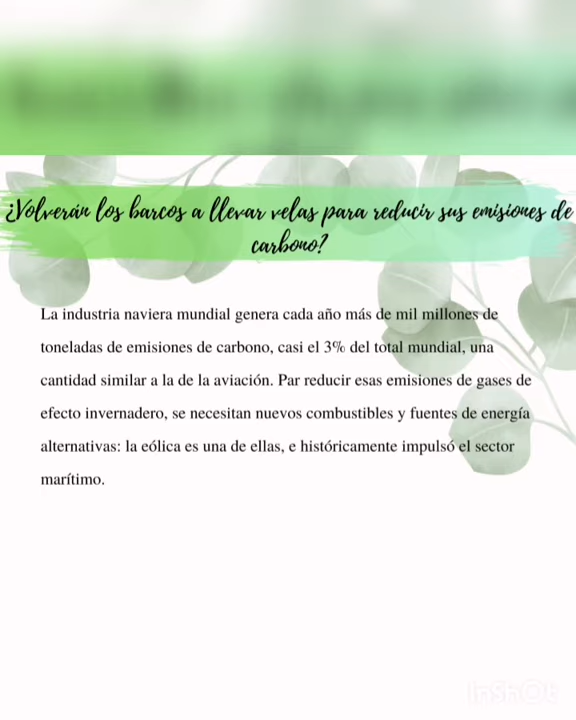 ¿Volverán los barcos a llevar velas para reducir sus emisiones de
carbono?
La industria naviera mundial genera cada año más de mil millones de
toneladas de emisiones de carbono, casi el 3% del total mundial, una
cantidad similar a la de la aviación. Par reducir esas emisiones de gases de
efecto invernadero, se necesitan nuevos combustibles y fuentes de energía
alternativas: la eólica es una de ellas, e históricamente impulsó el sector
marítimo.
InShOt